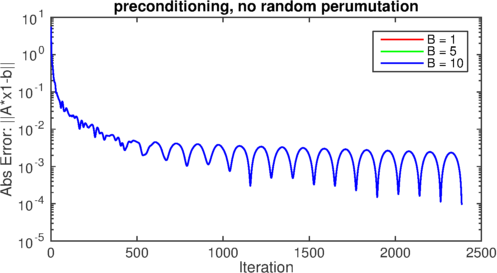 preconditioning, no random perumutation
Abs Error: ||A*x1-b||
10^1
10^0
10^-1
10^-2
10^-3
10^-4
10^-5
B = 1
B = 5
B = 10
0 500 1000 1500 2000 2500
Iteration